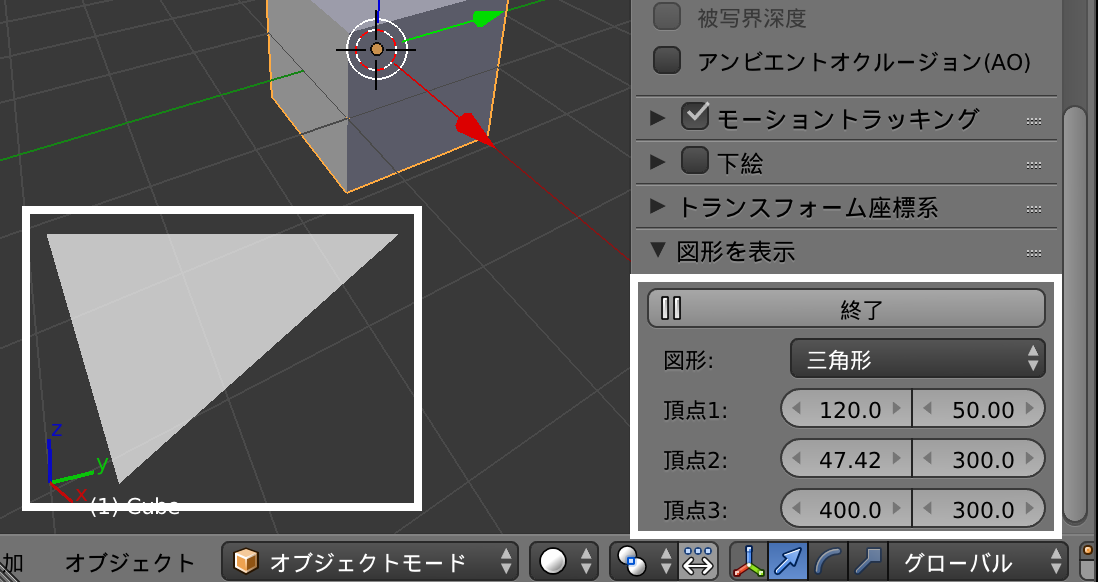 被写界深度
アンビエントオクルージョン(AO)
モーショントラッキング
下絵
トランスフォーム座標系
図形を表示
終了
図形: 三角形
頂点1: 120.0 50.00
頂点2: 47.42 300.0
頂点3: 400.0 300.0
z
y
x
(1) Cube
加 オブジェクト オブジェクトモード グローバル